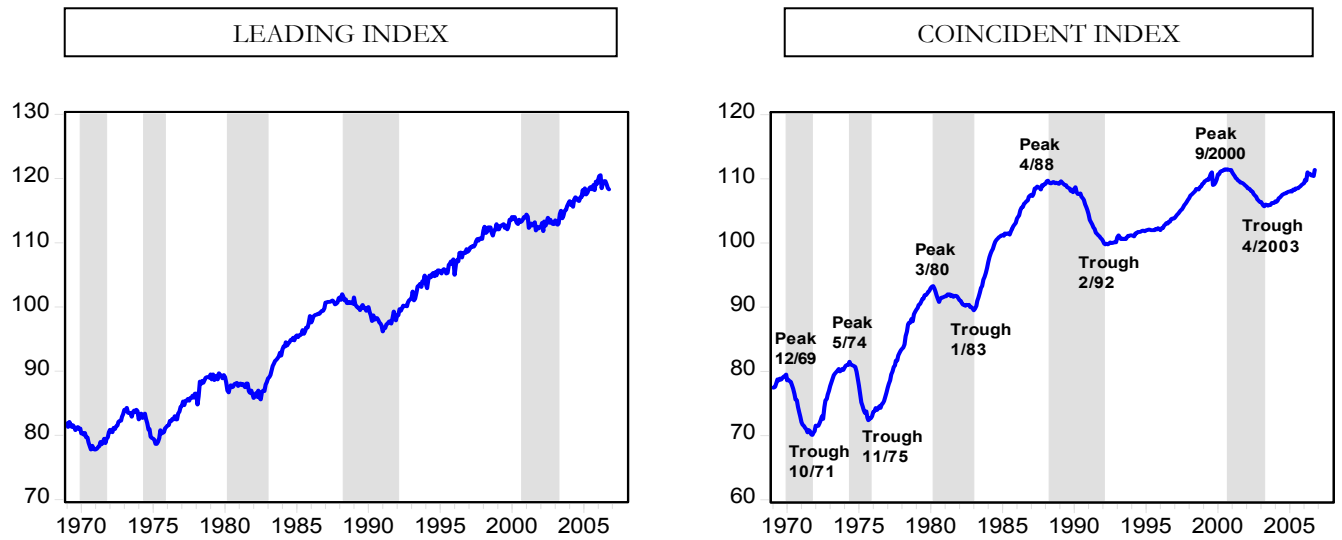 LEADING INDEX
130
120
110
100
90
80
70
1970 1975 1980 1985 1990 1995 2000 2005
COINCIDENT INDEX
120
110
100
90
80
70
60
Peak
12/69
Trough
10/71
Peak
5/74
Trough
11/75
Peak
3/80
Trough
1/83
Peak
4/88
Trough
2/92
Peak
9/2000
Trough
4/2003
1970 1975 1980 1985 1990 1995 2000 2005